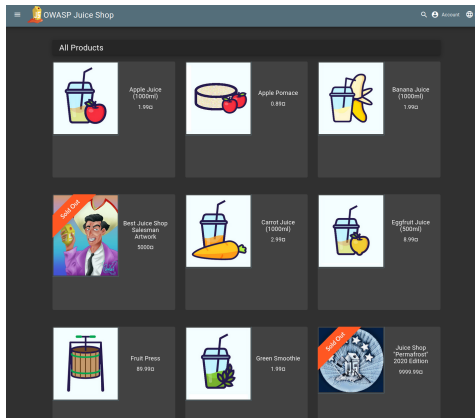 OWASP Juice Shop
Account
All Products
Apple Juice
(1000ml)
1.99¤
Apple Pomace
0.89¤
Banana Juice
(1000ml)
1.99¤
Sold Out
Best Juice Shop
Salesman
Artwork
5000¤
Carrot Juice
(1000ml)
2.99¤
Eggfruit Juice
(500ml)
8.99¤
Fruit Press
89.99¤
Green Smoothie
1.99¤
Sold Out
Juice Shop
"Permafrost"
2020 Edition
9999.99¤